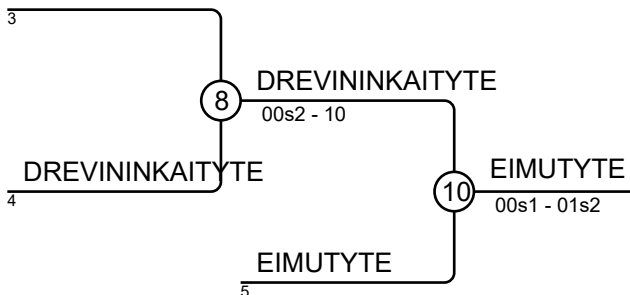 3
DREVININKAITYTE
8
00s2 - 10
DREVININKAITYTE
4
EIMUTYTE
10
00s1 - 01s2
EIMUTYTE
5